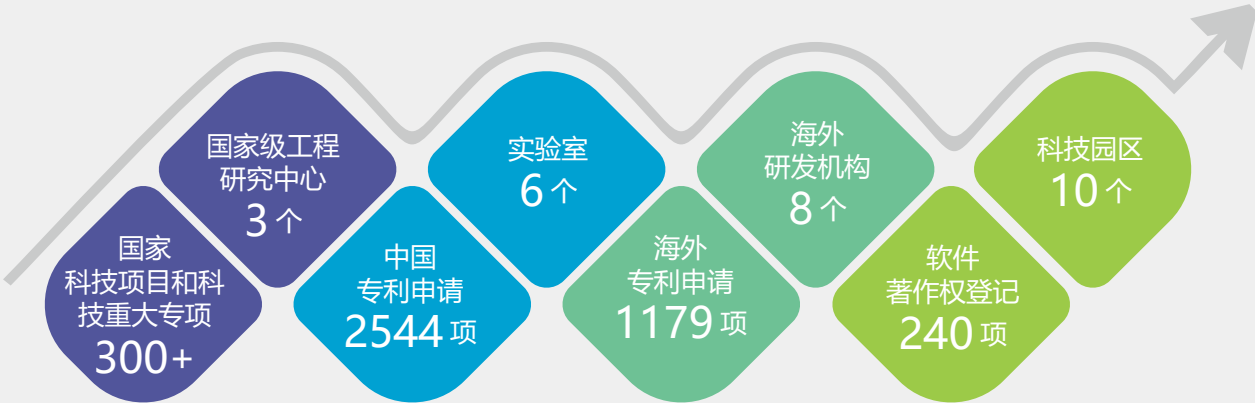 国家
科技项目和科
技重大专项
300+
国家级工程
研究中心
3 个
中国
专利申请
2544 项
实验室
6 个
海外
专利申请
1179 项
海外
研发机构
8 个
软件
著作权登记
240 项
科技园区
10 个